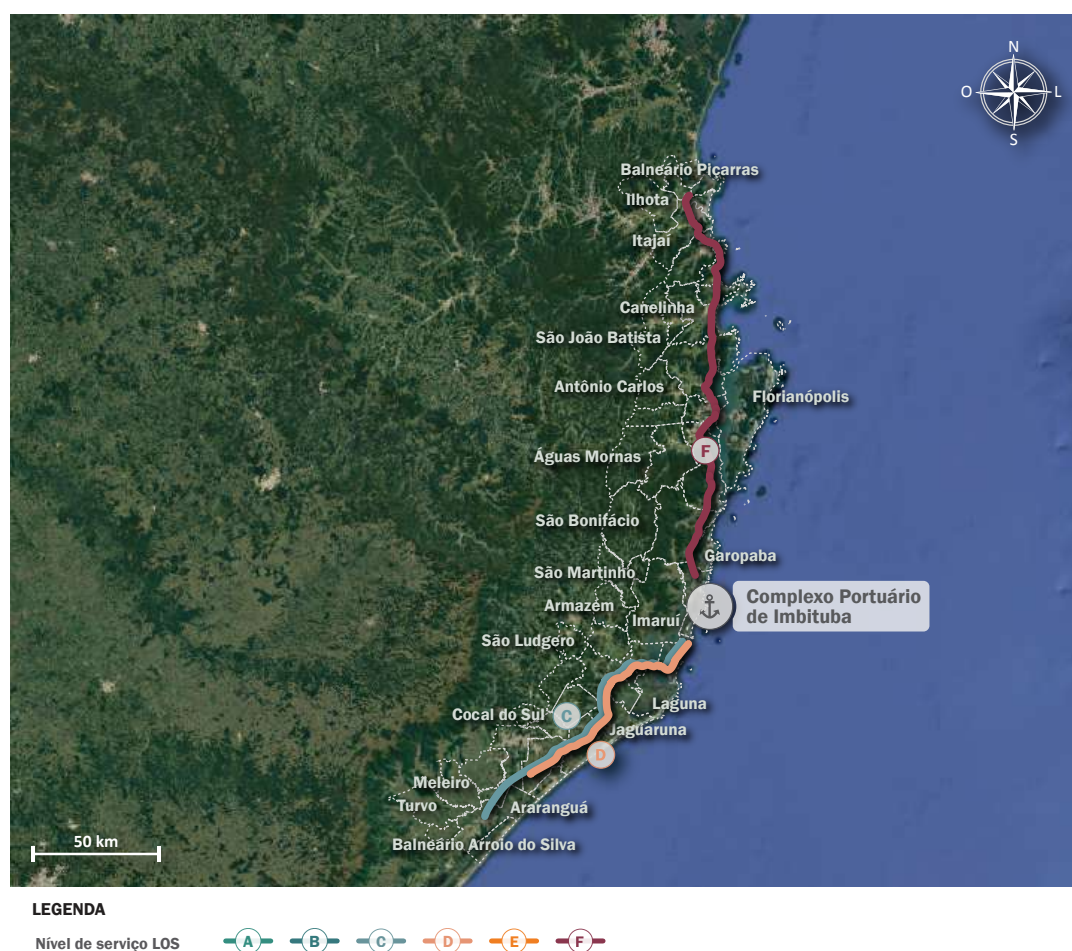 N
O
L
S
Balneário Piçarras
Ilhota
Itajaí
Canelinha
São João Batista
Antônio Carlos
Florianópolis
F
Águas Mornas
São Bonifácio
Garopaba
São Martinho
Complexo Portuário
de Imbituba
Armazém
Imaruí
São Ludgero
Laguna
Cocal do Sul
C
Jaguaruna
D
Meleiro
Turvo
Araranguá
Balneário Arroio do Silva
50 km
LEGENDA
Nível de serviço LOS A B C D E F